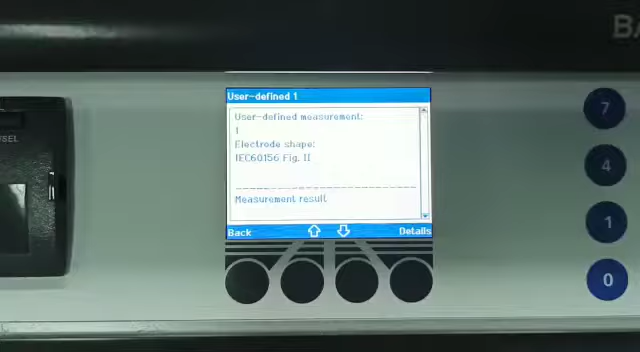 BA
User-defined 1
User-defined measurement:
1
Electrode shape:
IEC60156 Fig. II
Measurement result
Back
Details
7
4
1
0